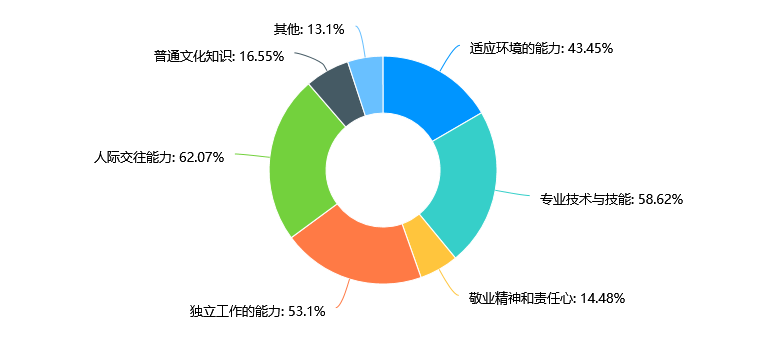 其他: 13.1%
适应环境的能力: 43.45%
普通文化知识: 16.55%
人际交往能力: 62.07%
专业技术与技能: 58.62%
敬业精神和责任心: 14.48%
独立工作的能力: 53.1%